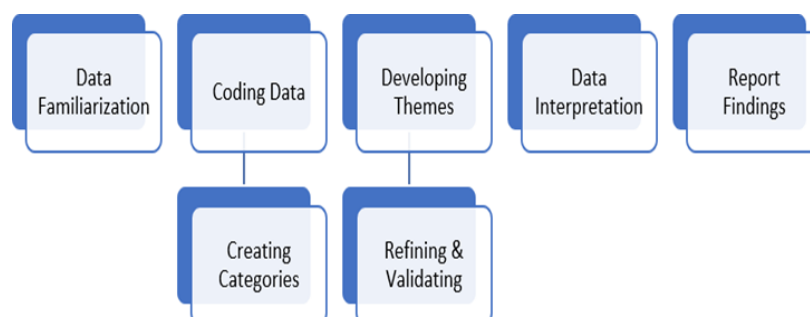 Data
Familiarization
Coding Data
Developing
Themes
Data
Interpretation
Report
Findings
Creating
Categories
Refining &
Validating